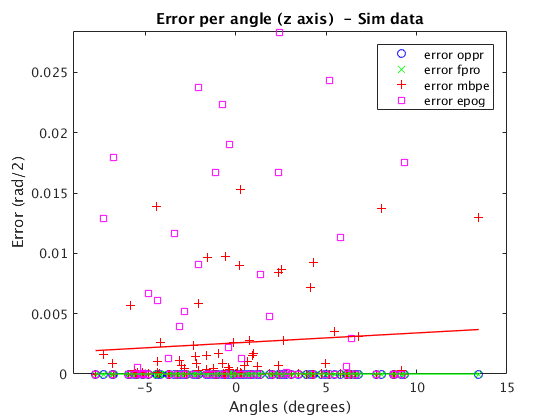 Error per angle (z axis) - Sim data
error oppr
error fpro
error mbpe
error epog
Error (rad/2)
0.025
0.02
0.015
0.01
0.005
0
-5
0
5
10
15
Angles (degrees)